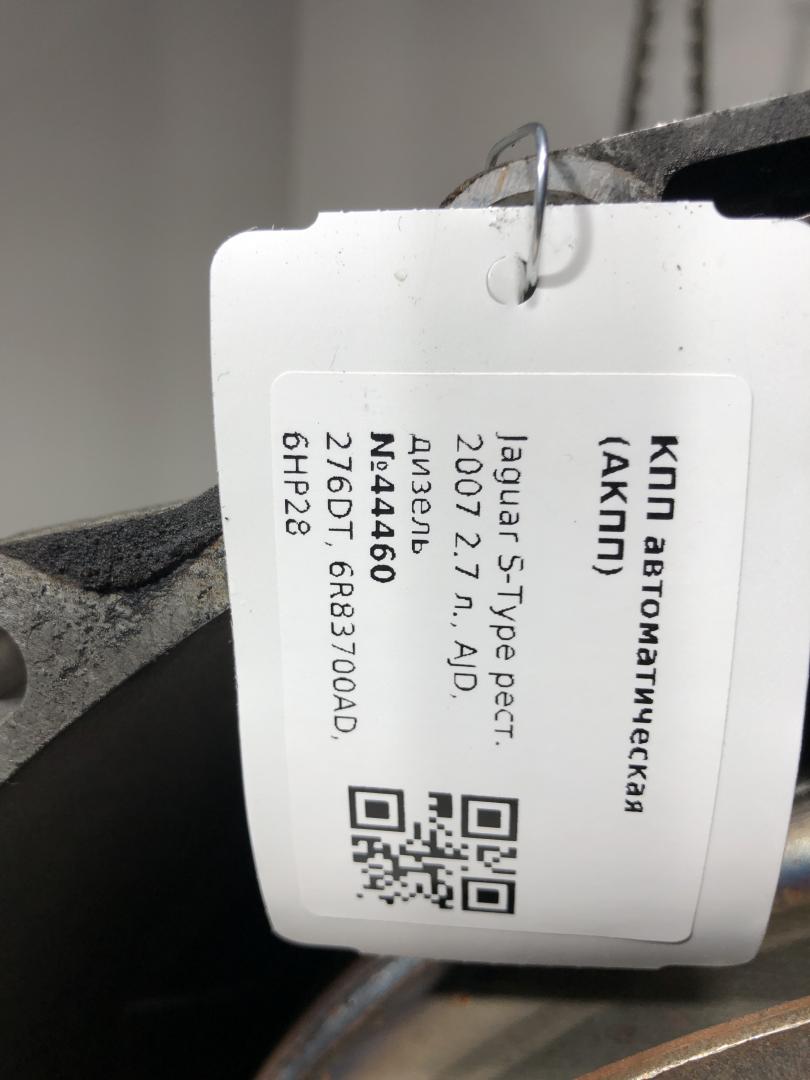 КПП автоматическая
(АКПП)
Jaguar S-Type рест.
2007 2.7 л., AJD,
дизель
№44460
276DT, 6R83700AD,
6HP28